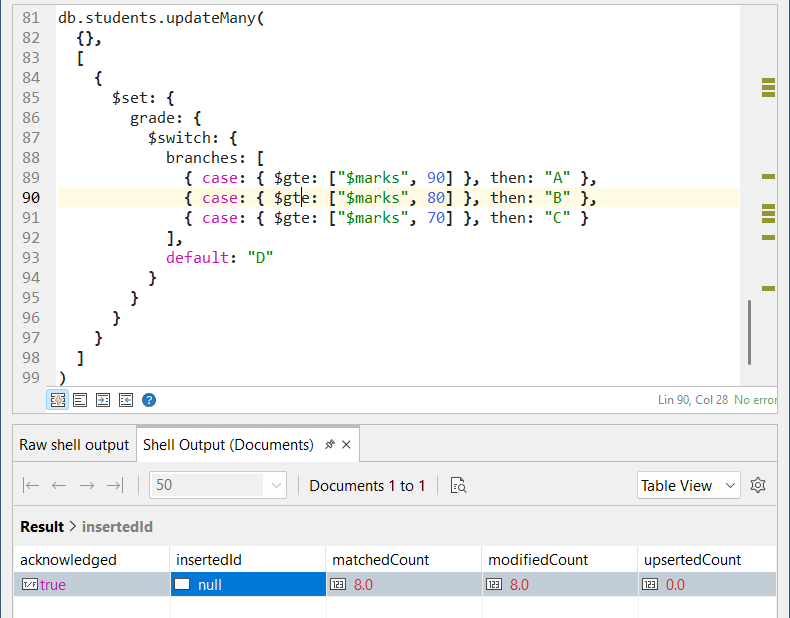 81 db.students.updateMany(
82   {},
83   [
84     {
85       $set: {
86         grade: {
87           $switch: {
88             branches: [
89               { case: { $gte: ["$marks", 90] }, then: "A" },
90               { case: { $gte: ["$marks", 80] }, then: "B" },
91               { case: { $gte: ["$marks", 70] }, then: "C" }
92             ],
93             default: "D"
94           }
95         }
96       }
97     }
98   ]
99 )
Lin 90, Col 28 No error
Raw shell output Shell Output (Documents)
50 Documents 1 to 1 Table View
Result > insertedId
acknowledged insertedId matchedCount modifiedCount upsertedCount
T/F true null 123 8.0 123 8.0 123 0.0